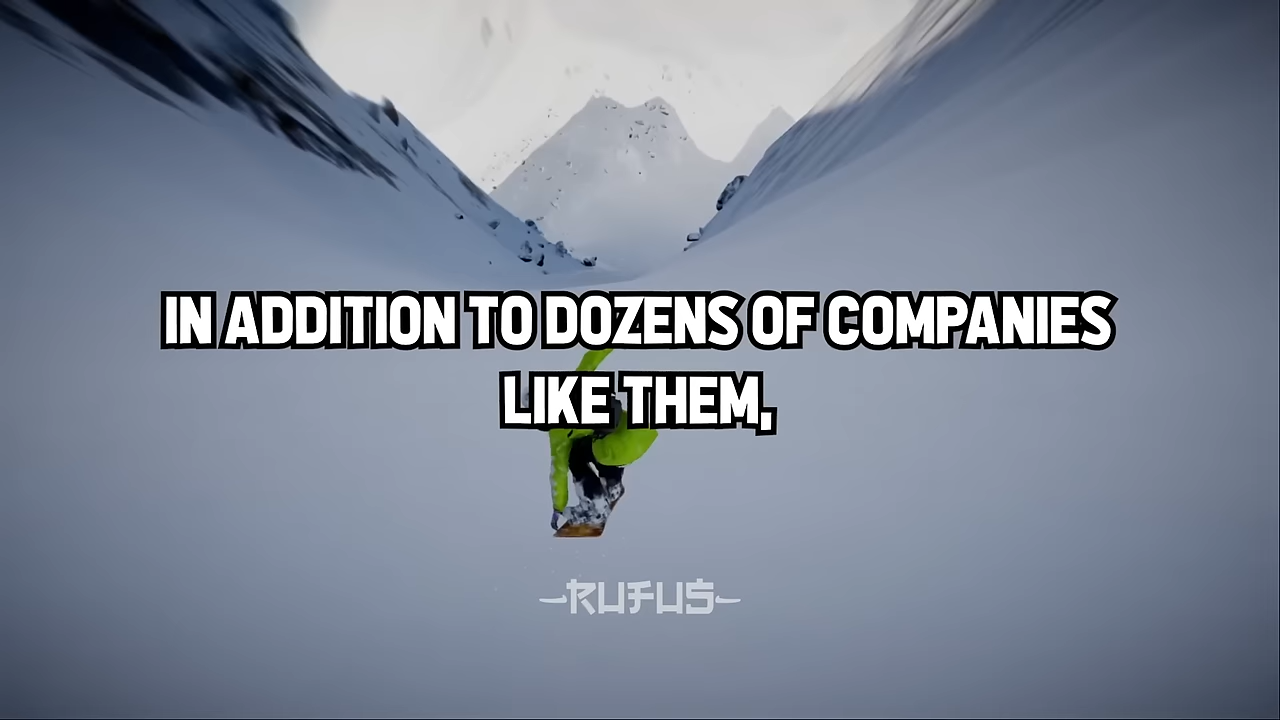 IN ADDITION TO DOZENS OF COMPANIES
LIKE THEM,
RUFUS